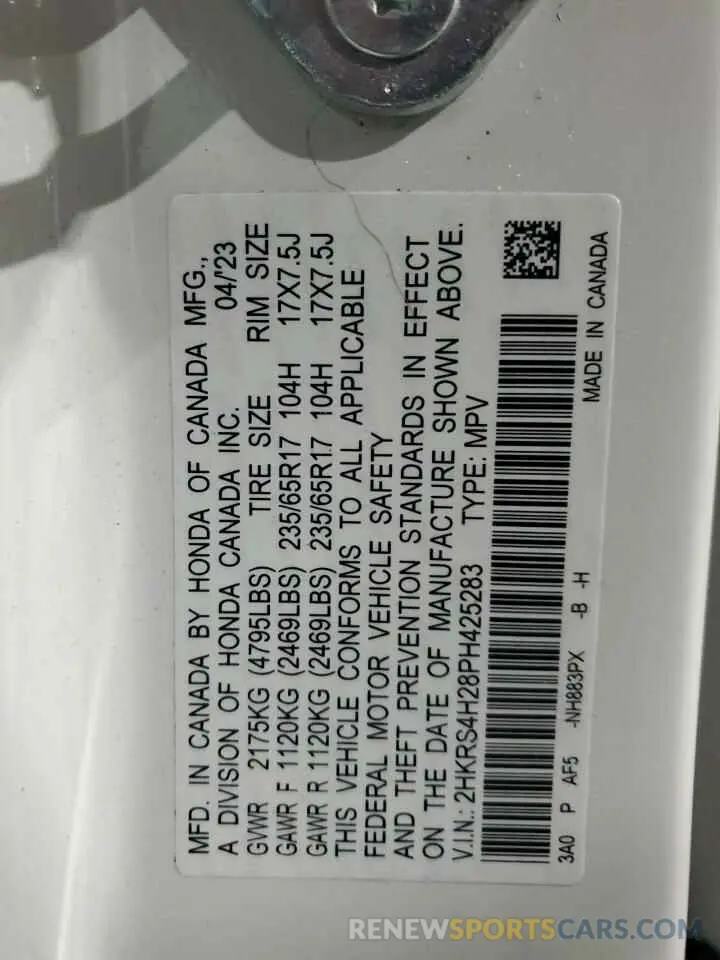 MFD. IN CANADA BY HONDA OF CANADA MFG.,
A DIVISION OF HONDA CANADA INC. 04/'23
GVWR 2175KG (4795LBS) TIRE SIZE RIM SIZE
GAWR F 1120KG (2469LBS) 235/65R17 104H 17X7.5J
GAWR R 1120KG (2469LBS) 235/65R17 104H 17X7.5J
THIS VEHICLE CONFORMS TO ALL APPLICABLE
FEDERAL MOTOR VEHICLE SAFETY
AND THEFT PREVENTION STANDARDS IN EFFECT
ON THE DATE OF MANUFACTURE SHOWN ABOVE.
V.I.N.: 2HKRS4H28PH425283 TYPE: MPV
3A0 P AF5 -NH883PX -B -H
MADE IN CANADA
RENEWSPORTSCARS.COM